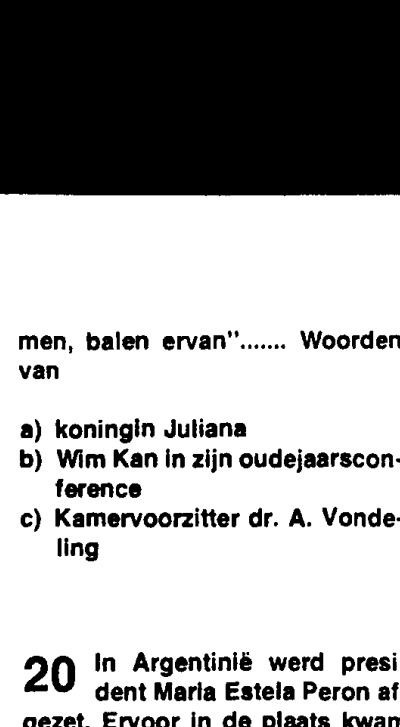 men, balen ervan"....... Woorden
van
a) koningin Juliana
b) Wim Kan in zijn oudejaarscon-
ference
c) Kamervoorzitter dr. A. Vonde-
ling
20 In Argentinië werd presi
dent Maria Estela Peron af
gezet. Ervoor in de plaats kwan